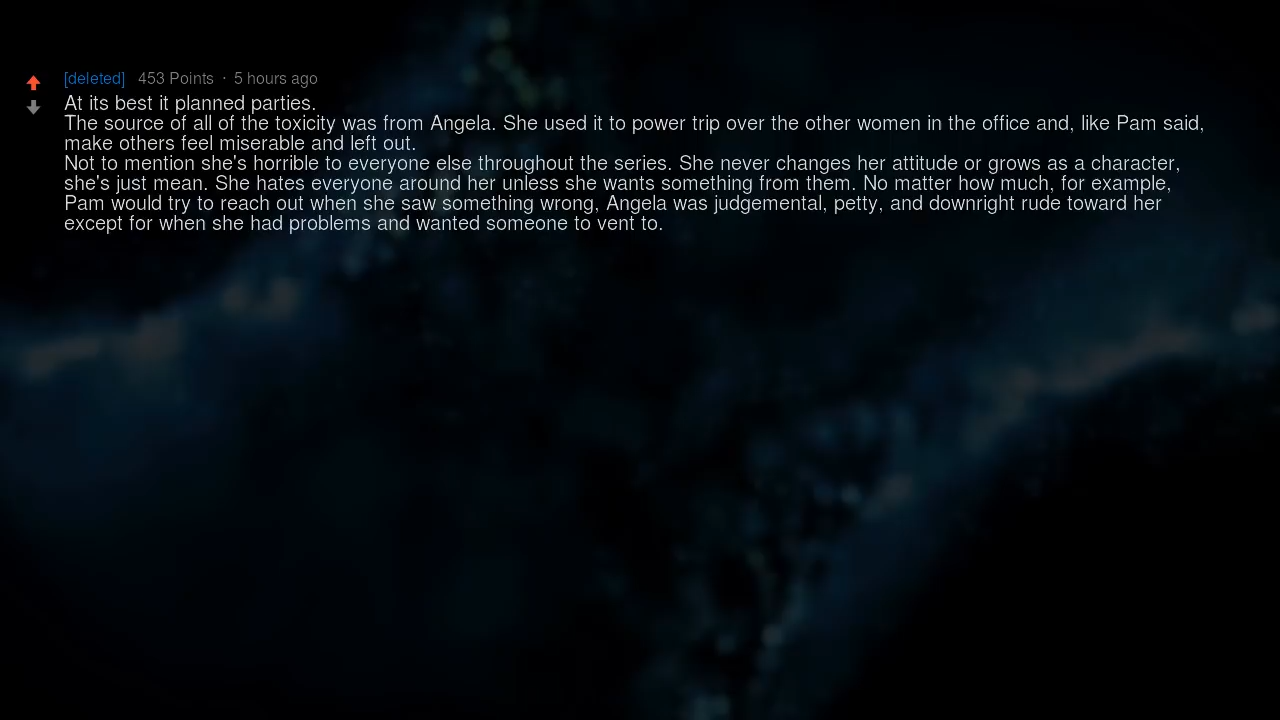 [deleted] 453 Points · 5 hours ago
At its best it planned parties.
The source of all of the toxicity was from Angela. She used it to power trip over the other women in the office and, like Pam said,
make others feel miserable and left out.
Not to mention she's horrible to everyone else throughout the series. She never changes her attitude or grows as a character,
she's just mean. She hates everyone around her unless she wants something from them. No matter how much, for example,
Pam would try to reach out when she saw something wrong, Angela was judgemental, petty, and downright rude toward her
except for when she had problems and wanted someone to vent to.